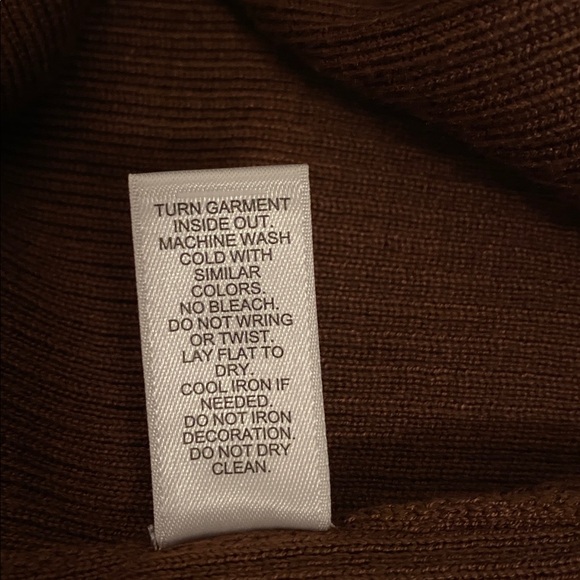 TURN GARMENT
INSIDE OUT.
MACHINE WASH
COLD WITH
SIMILAR
COLORS.
NO BLEACH.
DO NOT WRING
OR TWIST.
LAY FLAT TO
DRY.
COOL IRON IF
NEEDED.
DO NOT IRON
DECORATION.
DO NOT DRY
CLEAN.